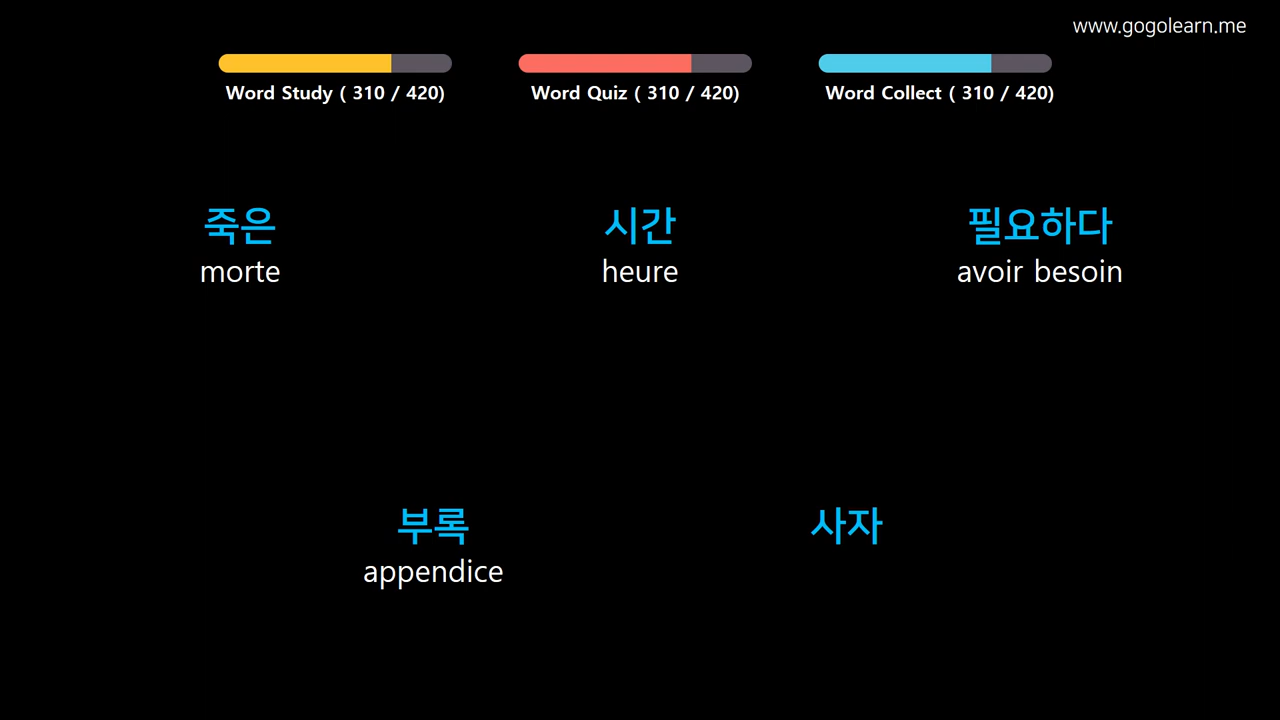 www.gogolearn.me
Word Study ( 310 / 420)
Word Quiz ( 310 / 420)
Word Collect ( 310 / 420)
죽은
morte
시간
heure
필요하다
avoir besoin
부록
appendice
사자